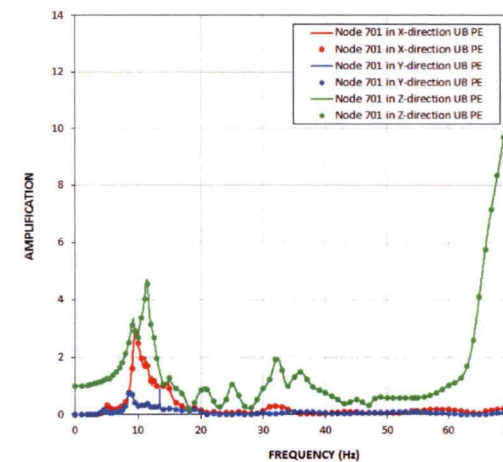 14
12
10
8
6
4
2
0
AMPLIFICATION
Node 701 in X-direction UB PE
Node 701 in X-direction UB PE
Node 701 in Y-direction UB PE
Node 701 in Y-direction UB PE
Node 701 in Z-direction UB PE
Node 701 in Z-direction UB PE
0 10 20 30 40 50 60
FREQUENCY (Hz)